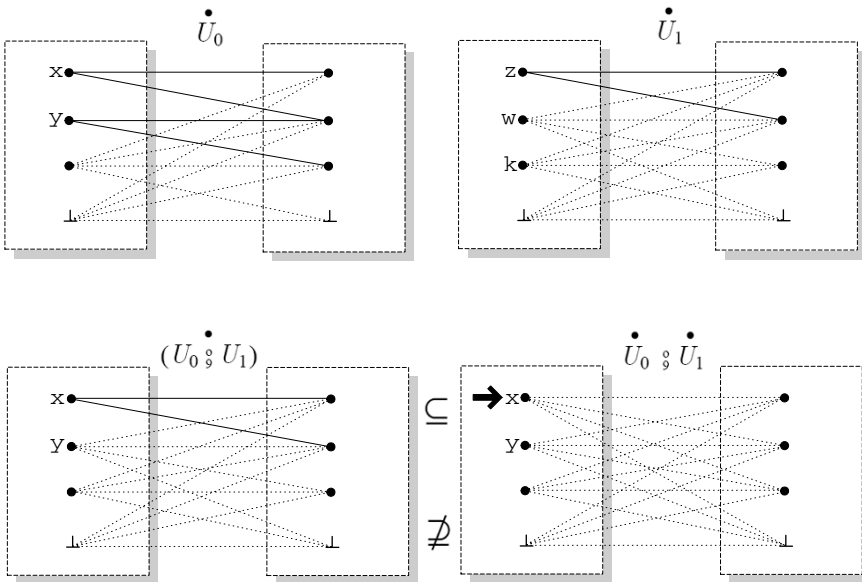 U̇₀
U̇₁
x
z
y
w
k
⊥ ⊥
⊥ ⊥
(U₀ ⨟ U₁)˙
U̇₀ ⨟ U̇₁
x
⊆
➔ x
y
y
⊉
⊥ ⊥
⊥ ⊥